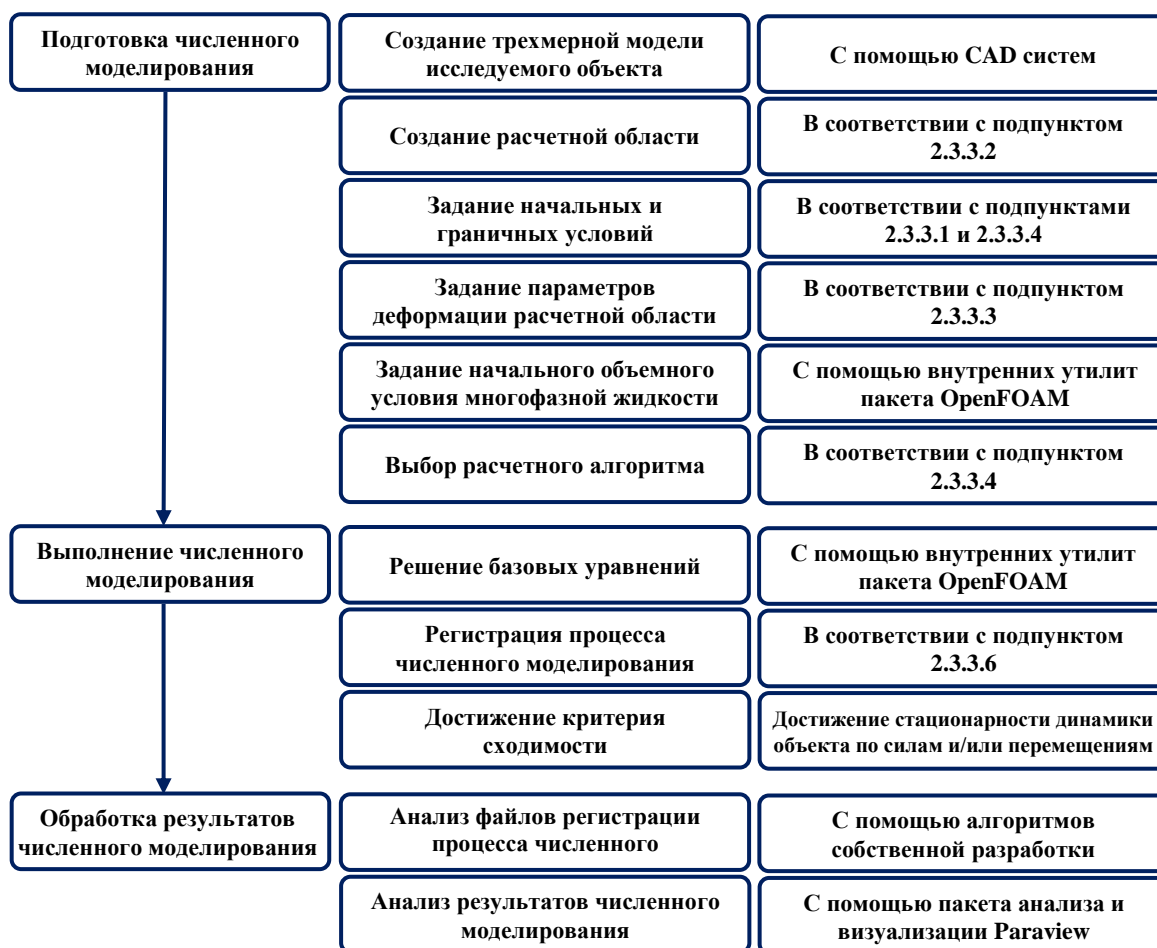 Подготовка численного
моделирования
Создание трехмерной модели
исследуемого объекта
С помощью CAD систем
Создание расчетной области
В соответствии с подпунктом
2.3.3.2
Задание начальных и
граничных условий
В соответствии с подпунктами
2.3.3.1 и 2.3.3.4
Задание параметров
деформации расчетной области
В соответствии с подпунктом
2.3.3.3
Задание начального объемного
условия многофазной жидкости
С помощью внутренних утилит
пакета OpenFOAM
Выбор расчетного алгоритма
В соответствии с подпунктом
2.3.3.4
Выполнение численного
моделирования
Решение базовых уравнений
С помощью внутренних утилит
пакета OpenFOAM
Регистрация процесса
численного моделирования
В соответствии с подпунктом
2.3.3.6
Достижение критерия
сходимости
Достижение стационарности динамики
объекта по силам и/или перемещениям
Обработка результатов
численного моделирования
Анализ файлов регистрации
процесса численного
С помощью алгоритмов
собственной разработки
Анализ результатов численного
моделирования
С помощью пакета анализа и
визуализации Paraview